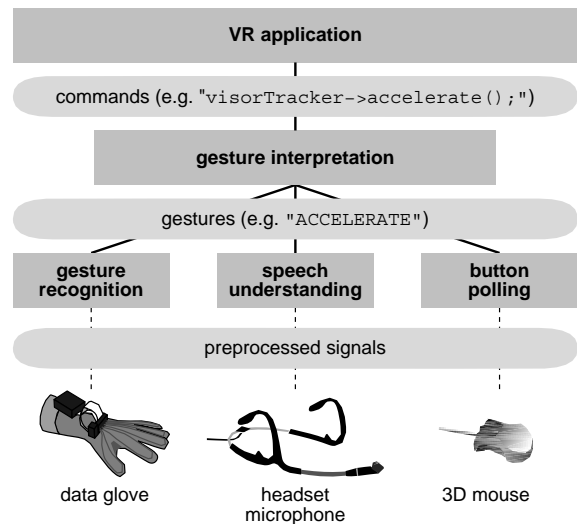 VR application
commands (e.g. "visorTracker->accelerate();")
gesture interpretation
gestures (e.g. "ACCELERATE")
gesture
recognition
speech
understanding
button
polling
preprocessed signals
data glove
headset
microphone
3D mouse